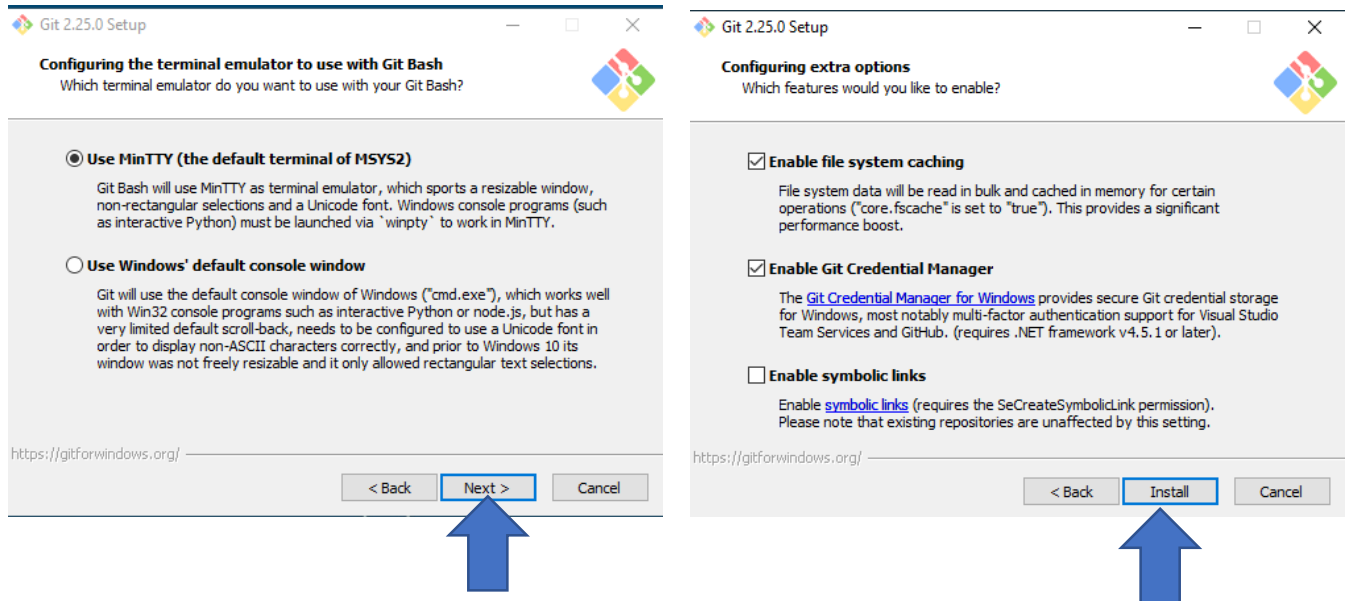 Git 2.25.0 Setup
Configuring the terminal emulator to use with Git Bash
Which terminal emulator do you want to use with your Git Bash?
Use MinTTY (the default terminal of MSYS2)
Git Bash will use MinTTY as terminal emulator, which sports a resizable window,
non-rectangular selections and a Unicode font. Windows console programs (such
as interactive Python) must be launched via `winpty` to work in MinTTY.
Use Windows' default console window
Git will use the default console window of Windows ("cmd.exe"), which works well
with Win32 console programs such as interactive Python or node.js, but has a
very limited default scroll-back, needs to be configured to use a Unicode font in
order to display non-ASCII characters correctly, and prior to Windows 10 its
window was not freely resizable and it only allowed rectangular text selections.
https://gitforwindows.org/
< Back
Next >
Cancel
Git 2.25.0 Setup
Configuring extra options
Which features would you like to enable?
Enable file system caching
File system data will be read in bulk and cached in memory for certain
operations ("core.fscache" is set to "true"). This provides a significant
performance boost.
Enable Git Credential Manager
The Git Credential Manager for Windows provides secure Git credential storage
for Windows, most notably multi-factor authentication support for Visual Studio
Team Services and GitHub. (requires .NET framework v4.5.1 or later).
Enable symbolic links
Enable symbolic links (requires the SeCreateSymbolicLink permission).
Please note that existing repositories are unaffected by this setting.
https://gitforwindows.org/
< Back
Install
Cancel